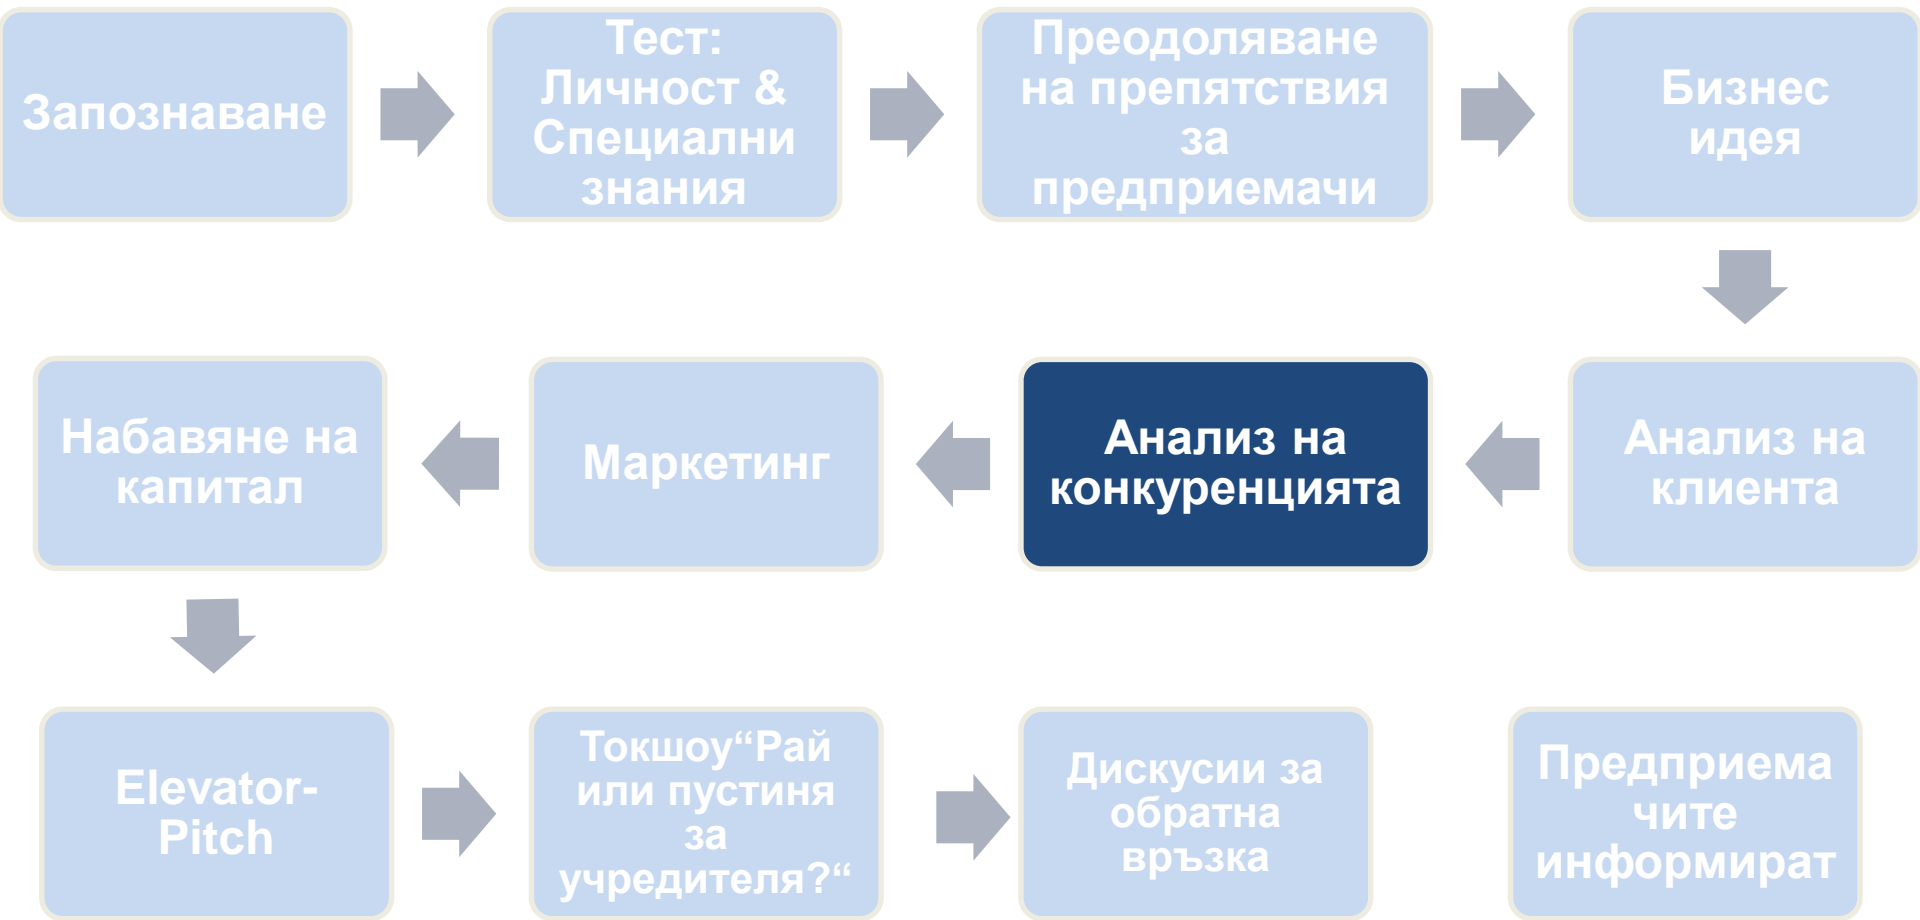 Запознаване
Тест:
Личност &
Специални
знания
Преодоляване
на препятствия
за
предприемачи
Бизнес
идея
Анализ на
клиента
Анализ на
конкуренцията
Маркетинг
Набавяне на
капитал
Elevator-
Pitch
Токшоу“Рай
или пустиня
за
учредителя?“
Дискусии за
обратна
връзка
Предприема
чите
информират